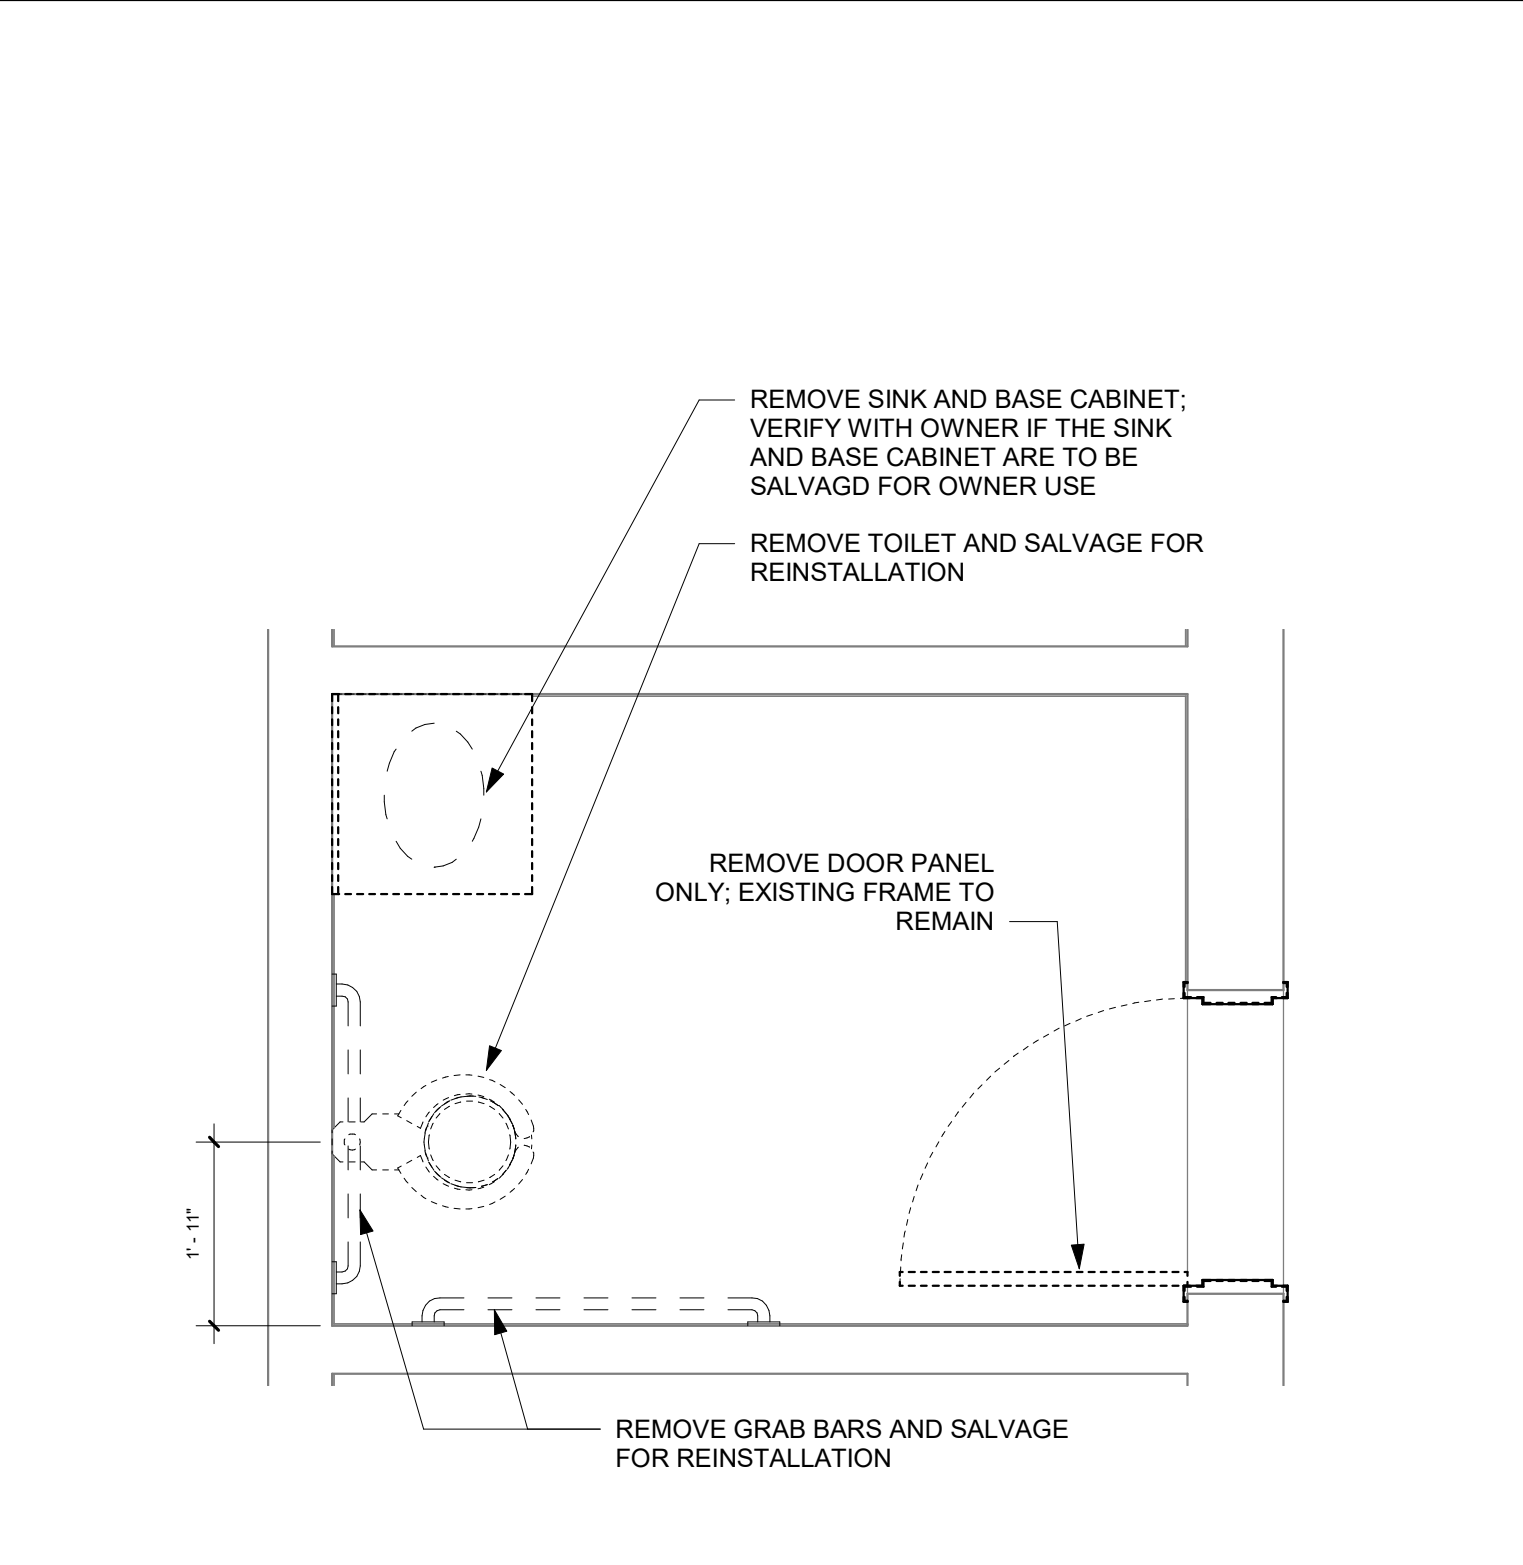 REMOVE SINK AND BASE CABINET;
VERIFY WITH OWNER IF THE SINK
AND BASE CABINET ARE TO BE
SALVAGD FOR OWNER USE
REMOVE TOILET AND SALVAGE FOR
REINSTALLATION
REMOVE DOOR PANEL
ONLY; EXISTING FRAME TO
REMAIN
1' - 11"
REMOVE GRAB BARS AND SALVAGE
FOR REINSTALLATION